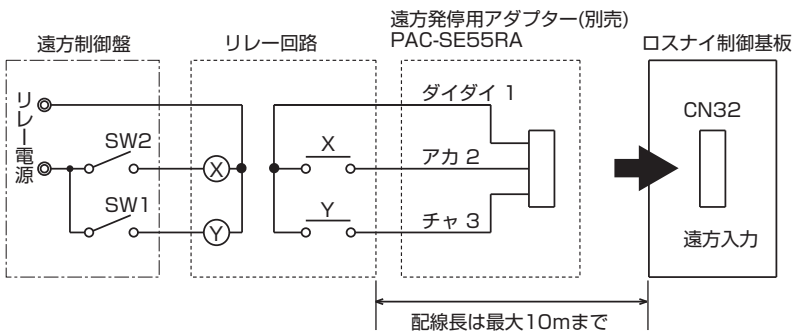 遠方発停用アダプター(別売)
PAC-SE55RA
遠方制御盤
リレー回路
ロスナイ制御基板
リレー電源
SW2
SW1
X
Y
X
Y
ダイダイ 1
アカ 2
チャ 3
CN32
遠方入力
配線長は最大10mまで